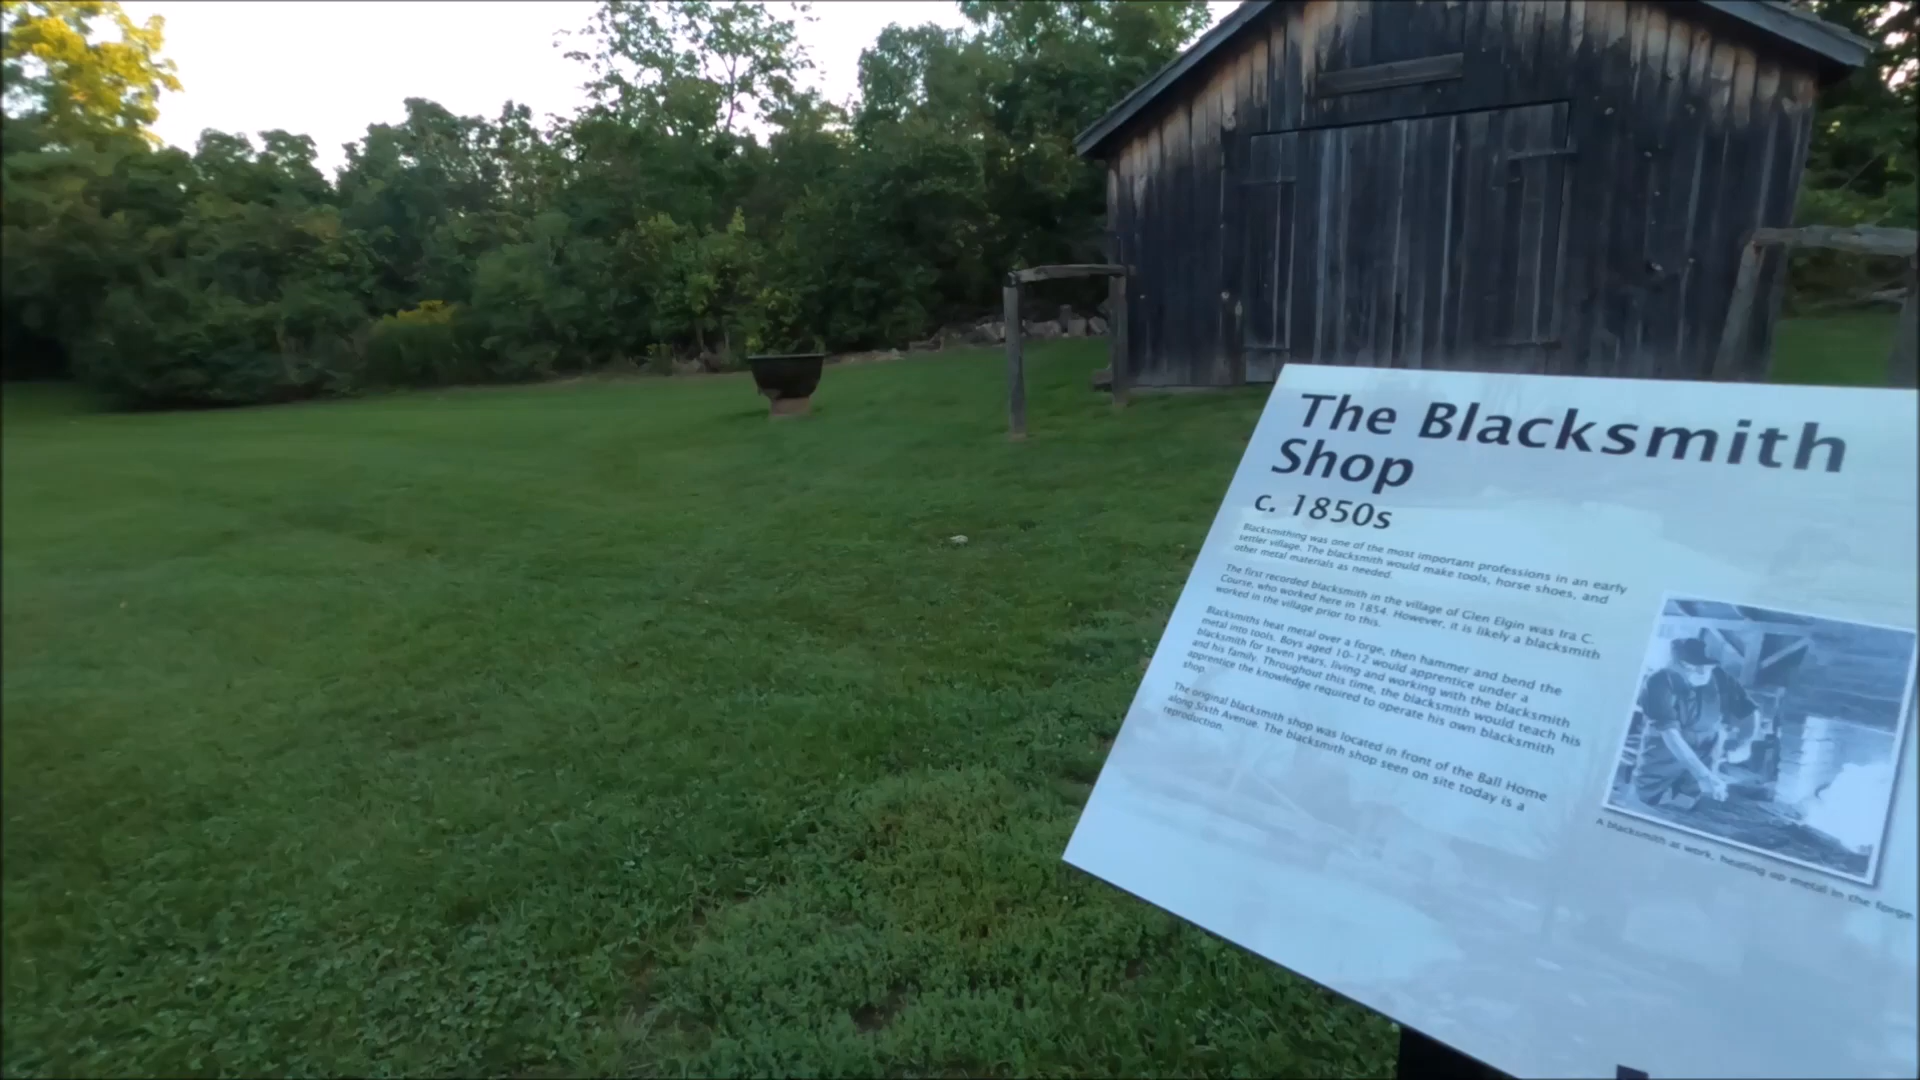 The Blacksmith
Shop
c. 1850s
Blacksmithing was one of the most important professions in an early
settler village. The blacksmith would make tools, horse shoes, and
other metal materials as needed.
The first recorded blacksmith in the village of Glen Elgin was Ira C.
Course, who worked here in 1854. However, it is likely a blacksmith
worked in the village prior to this.
Blacksmiths heat metal over a forge, then hammer and bend the
metal into tools. Boys aged 10-12 would apprentice under a
blacksmith for seven years, living and working with the blacksmith
and his family. Throughout this time, the blacksmith would teach his
apprentice the knowledge required to operate his own blacksmith
shop.
The original blacksmith shop was located in front of the Ball Home
along Sixth Avenue. The blacksmith shop seen on site today is a
reproduction.
A blacksmith at work, heating up metal in the forge.